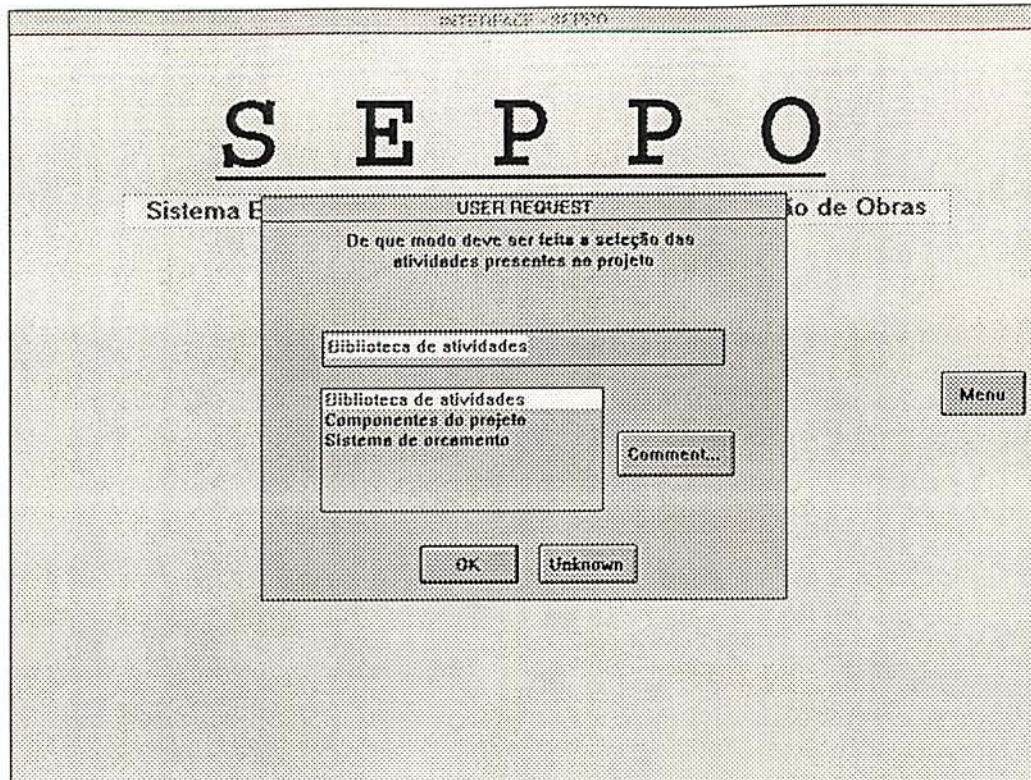 INTERFACE - SEPPO
S E P P O
Sistema E
ão de Obras
USER REQUEST
De que modo deve ser feita a seleção das
atividades presentes no projeto
Biblioteca de atividades
Biblioteca de atividades
Componentes do projeto
Sistema de orcamento
Comment...
Menu
OK
Unknown